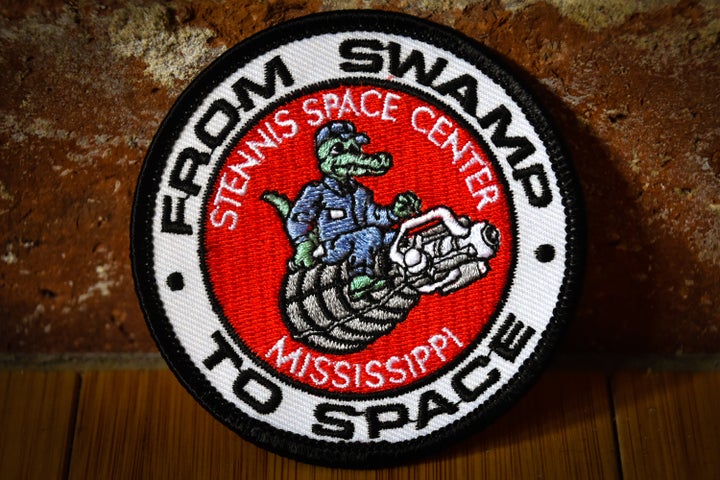 FROM SWAMP
STENNIS SPACE CENTER
MISSISSIPPI
TO SPACE